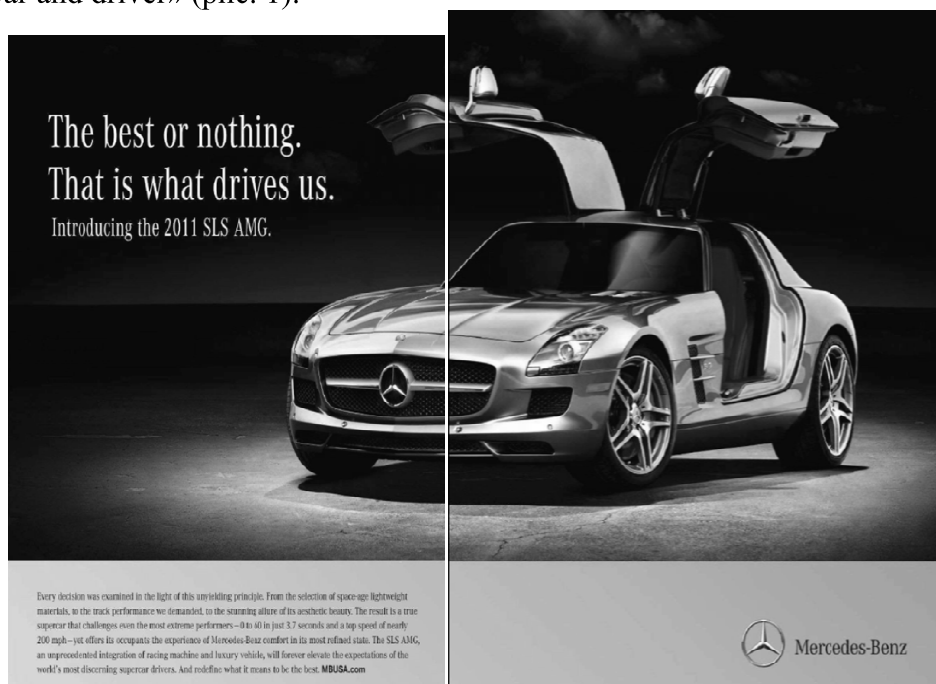 ar and driver» (рис. 1).
The best or nothing.
That is what drives us.
Introducing the 2011 SLS AMG.
Every decision was examined in the light of this unyielding principle. From the selection of space-age lightweight
materials, to the track performance we demanded, to the stunning allure of its aesthetic beauty. The result is a true
supercar that challenges even the most extreme performers – 0 to 60 in just 3.7 seconds and a top speed of nearly
200 mph – yet offers its occupants the experience of Mercedes-Benz comfort in its most refined state. The SLS AMG,
an unprecedented integration of racing machine and luxury vehicle, will forever elevate the expectations of the
world's most discerning supercar drivers. And redefine what it means to be the best. MBUSA.com
Mercedes-Benz